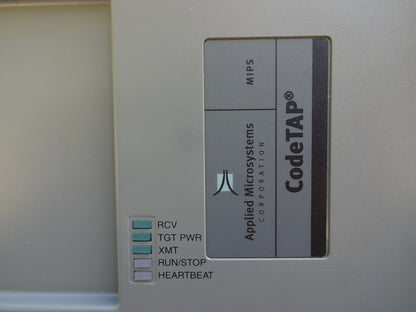 MIPS
Applied Microsystems
CORPORATION
CodeTAP®
RCV
TGT PWR
XMT
RUN/STOP
HEARTBEAT